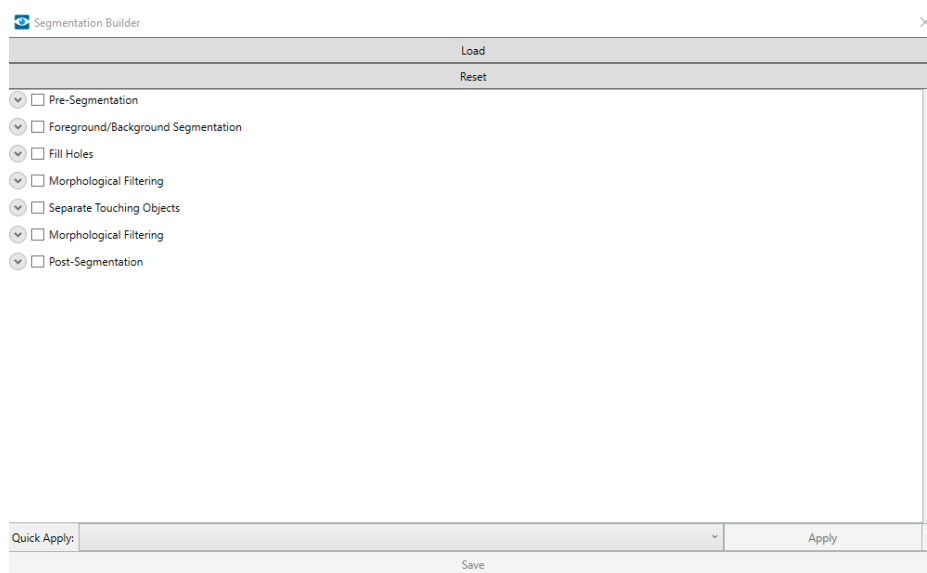 Segmentation Builder
Load
Reset
Pre-Segmentation
Foreground/Background Segmentation
Fill Holes
Morphological Filtering
Separate Touching Objects
Morphological Filtering
Post-Segmentation
Quick Apply: Apply
Save